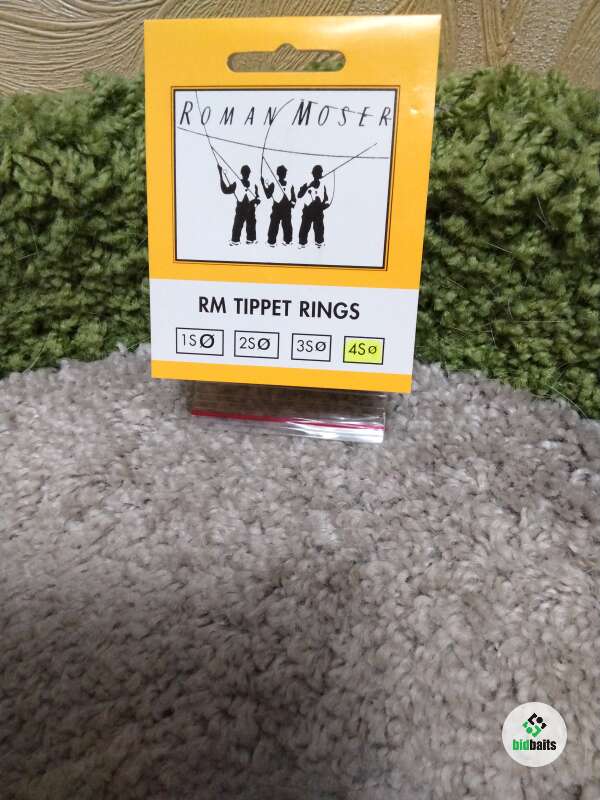 ROMAN MOSER
RM TIPPET RINGS
1SØ 2SØ 3SØ 4SØ
bidbaits